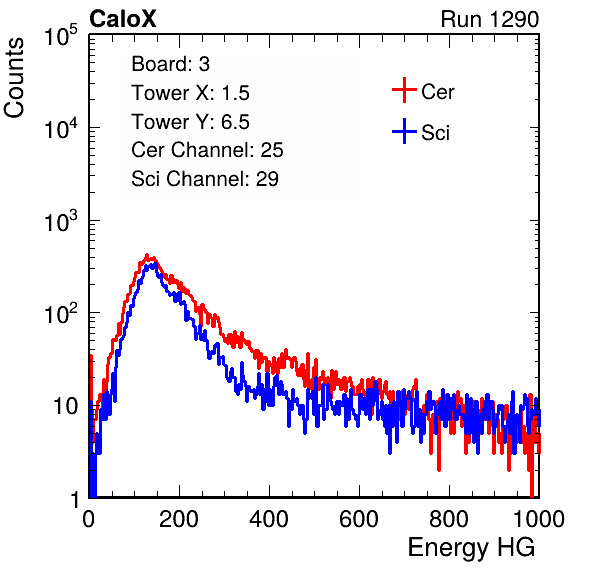 CaloX Run 1290
Counts
10^5
Board: 3
Tower X: 1.5
Tower Y: 6.5
Cer Channel: 25
Sci Channel: 29
Cer
Sci
10^4
10^3
10^2
10
1
0 200 400 600 800 1000
Energy HG